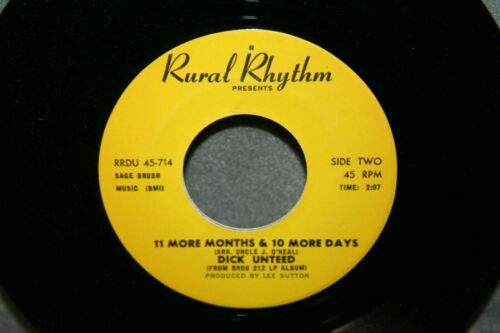 R
Rural Rhythm
PRESENTS
RRDU 45-714
SAGE BRUSH
MUSIC (BMI)
SIDE TWO
45 RPM
TIME: 2:07
11 MORE MONTHS & 10 MORE DAYS
(ARR. UNCLE J. O'NEAL)
DICK UNTEED
(FROM RRDU 212 LP ALBUM)
PRODUCED BY LEE SUTTON